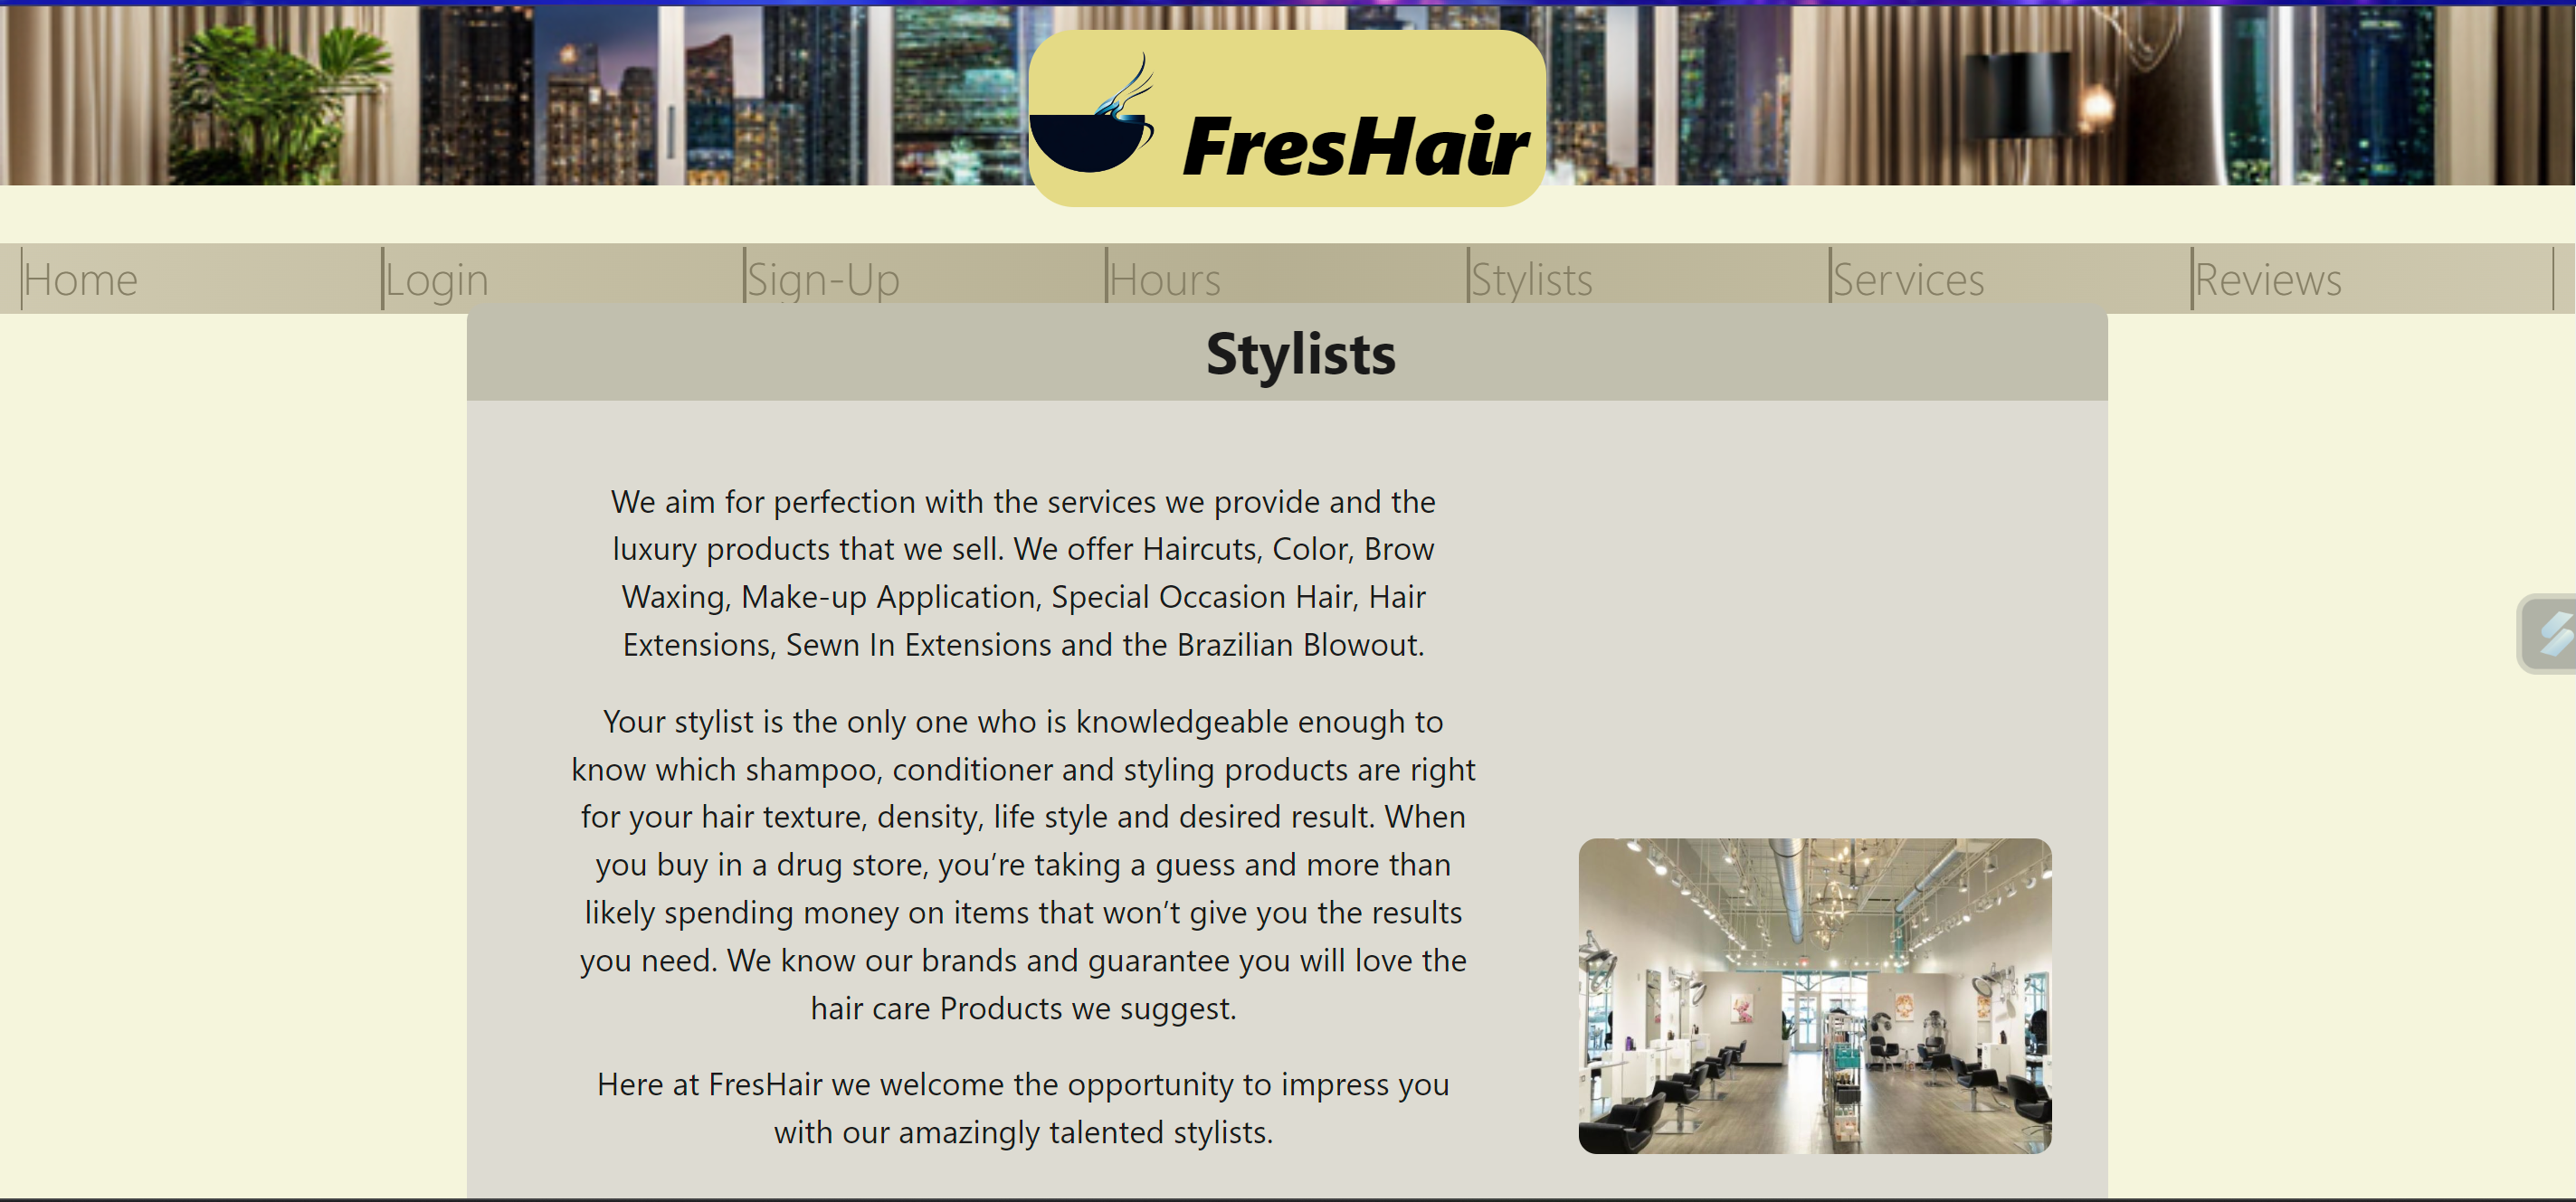 FresHair
Home Login Sign-Up Hours Stylists Services Reviews
Stylists
We aim for perfection with the services we provide and the
luxury products that we sell. We offer Haircuts, Color, Brow
Waxing, Make-up Application, Special Occasion Hair, Hair
Extensions, Sewn In Extensions and the Brazilian Blowout.
Your stylist is the only one who is knowledgeable enough to
know which shampoo, conditioner and styling products are right
for your hair texture, density, life style and desired result. When
you buy in a drug store, you’re taking a guess and more than
likely spending money on items that won’t give you the results
you need. We know our brands and guarantee you will love the
hair care Products we suggest.
Here at FresHair we welcome the opportunity to impress you
with our amazingly talented stylists.